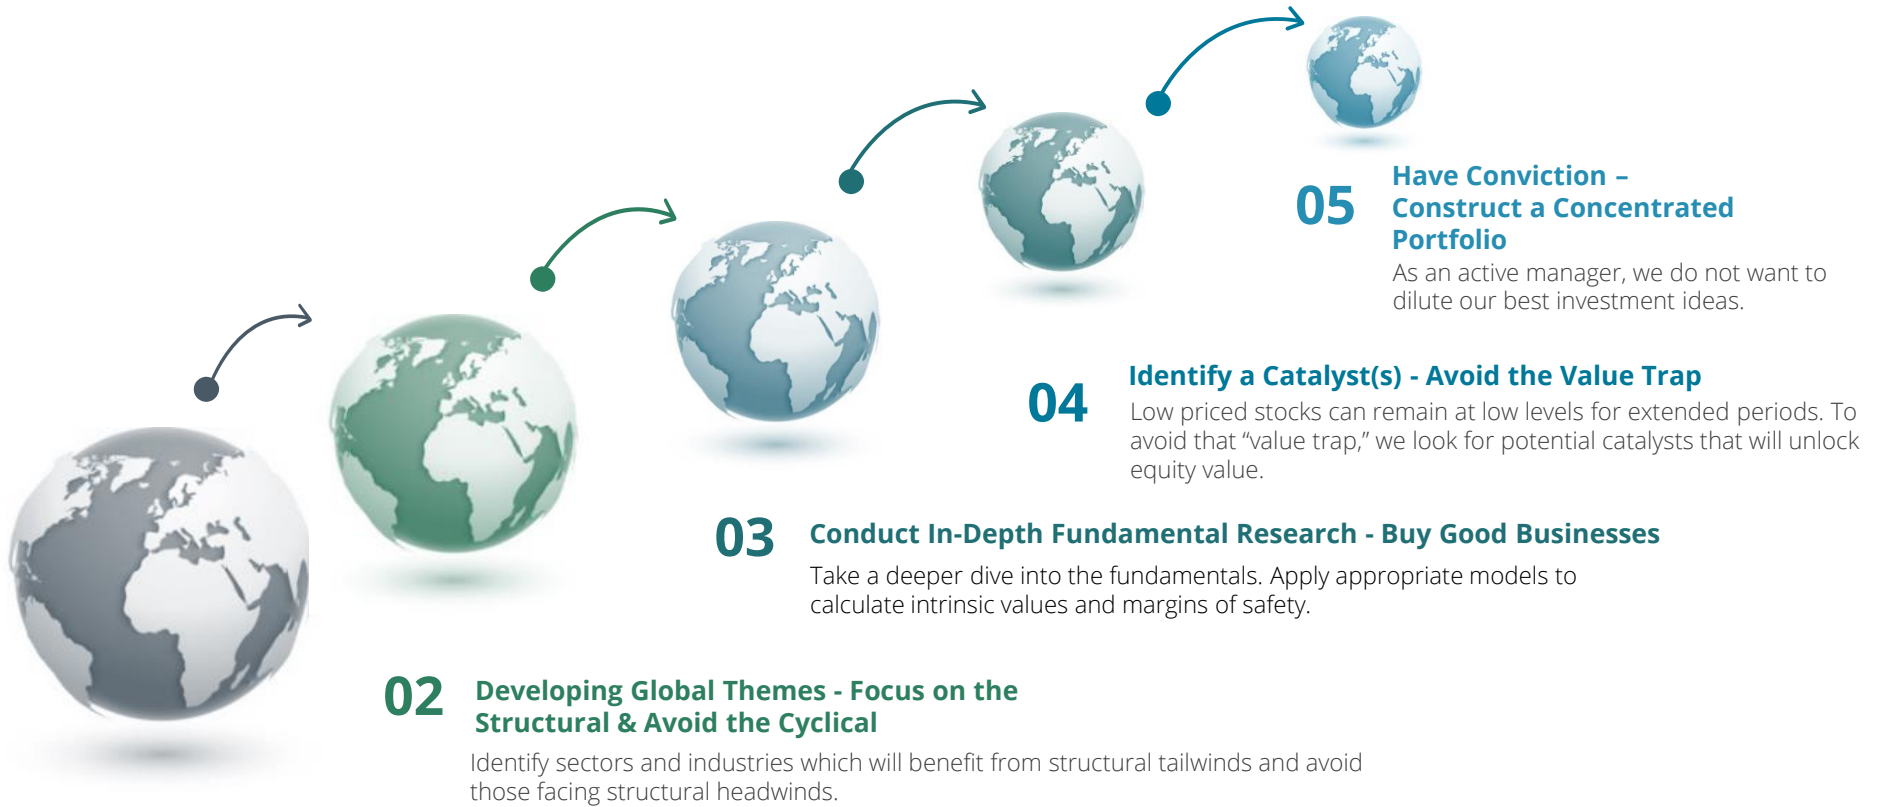 05
Have Conviction –
Construct a Concentrated
Portfolio
As an active manager, we do not want to
dilute our best investment ideas.
04
Identify a Catalyst(s) - Avoid the Value Trap
Low priced stocks can remain at low levels for extended periods. To
avoid that “value trap,” we look for potential catalysts that will unlock
equity value.
03
Conduct In-Depth Fundamental Research - Buy Good Businesses
Take a deeper dive into the fundamentals. Apply appropriate models to
calculate intrinsic values and margins of safety.
02
Developing Global Themes - Focus on the
Structural & Avoid the Cyclical
Identify sectors and industries which will benefit from structural tailwinds and avoid
those facing structural headwinds.